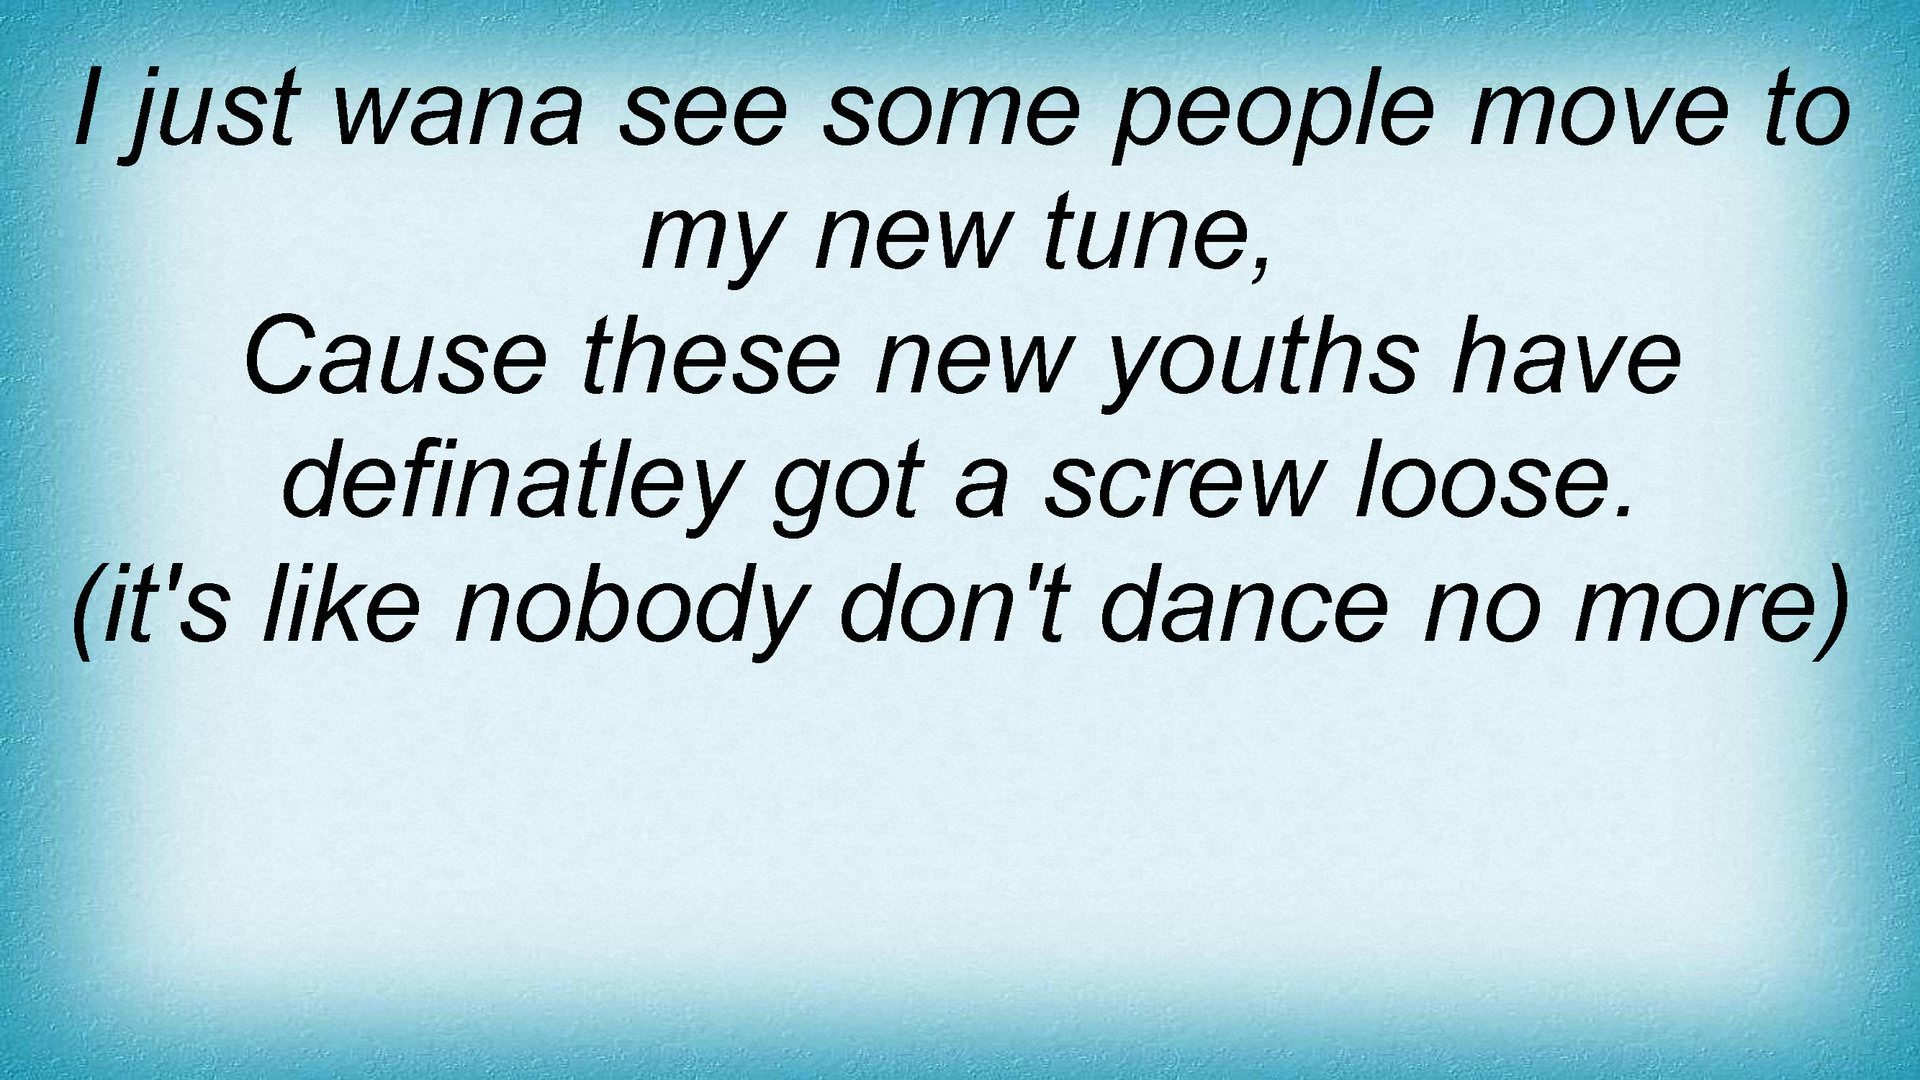 I just wana see some people move to
my new tune,
Cause these new youths have
definatley got a screw loose.
(it's like nobody don't dance no more)